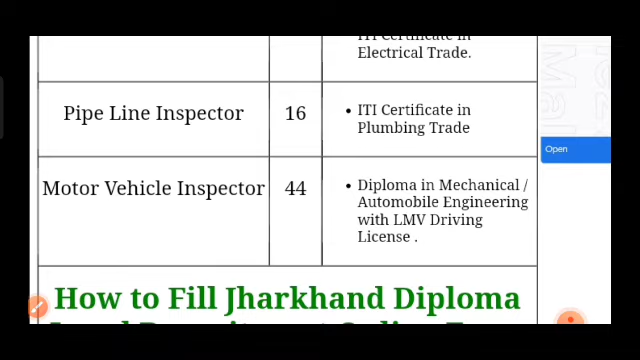 ITI Certificate in
Electrical Trade.
Pipe Line Inspector
16
• ITI Certificate in
Plumbing Trade
Motor Vehicle Inspector
44
• Diploma in Mechanical /
Automobile Engineering
with LMV Driving
License .
Open
How to Fill Jharkhand Diploma